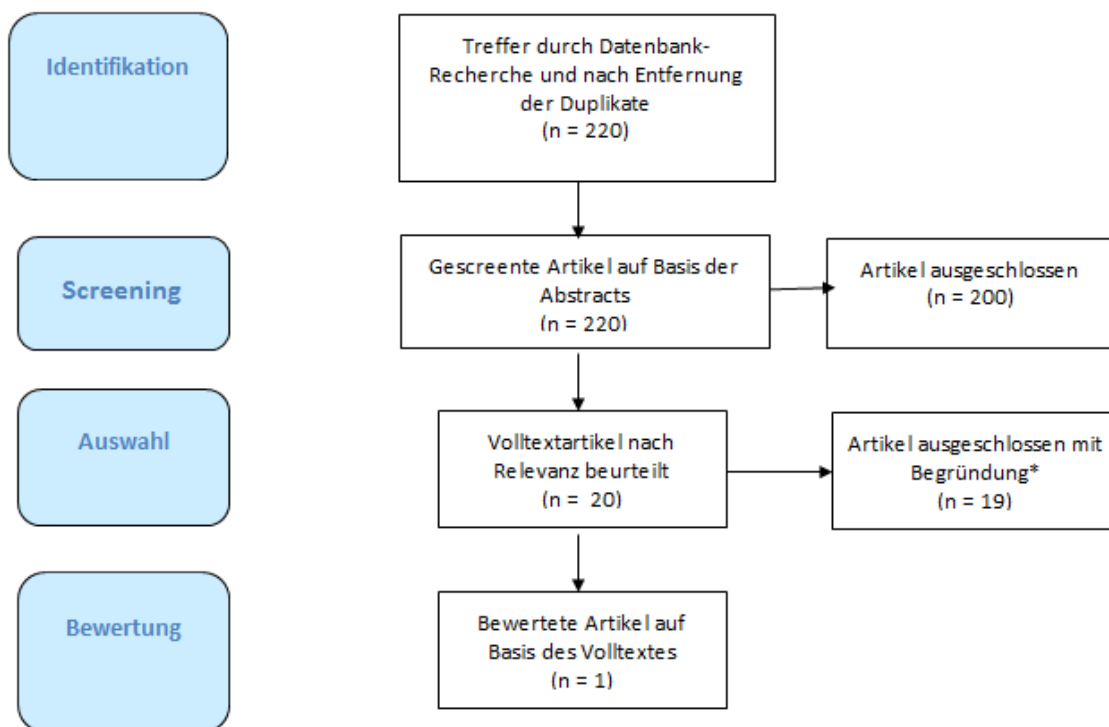 Identifikation
Treffer durch Datenbank-
Recherche und nach Entfernung
der Duplikate
(n = 220)
Screening
Gescreente Artikel auf Basis der
Abstracts
(n = 220)
Artikel ausgeschlossen
(n = 200)
Auswahl
Volltextartikel nach
Relevanz beurteilt
(n = 20)
Artikel ausgeschlossen mit
Begründung*
(n = 19)
Bewertung
Bewertete Artikel auf
Basis des Volltextes
(n = 1)